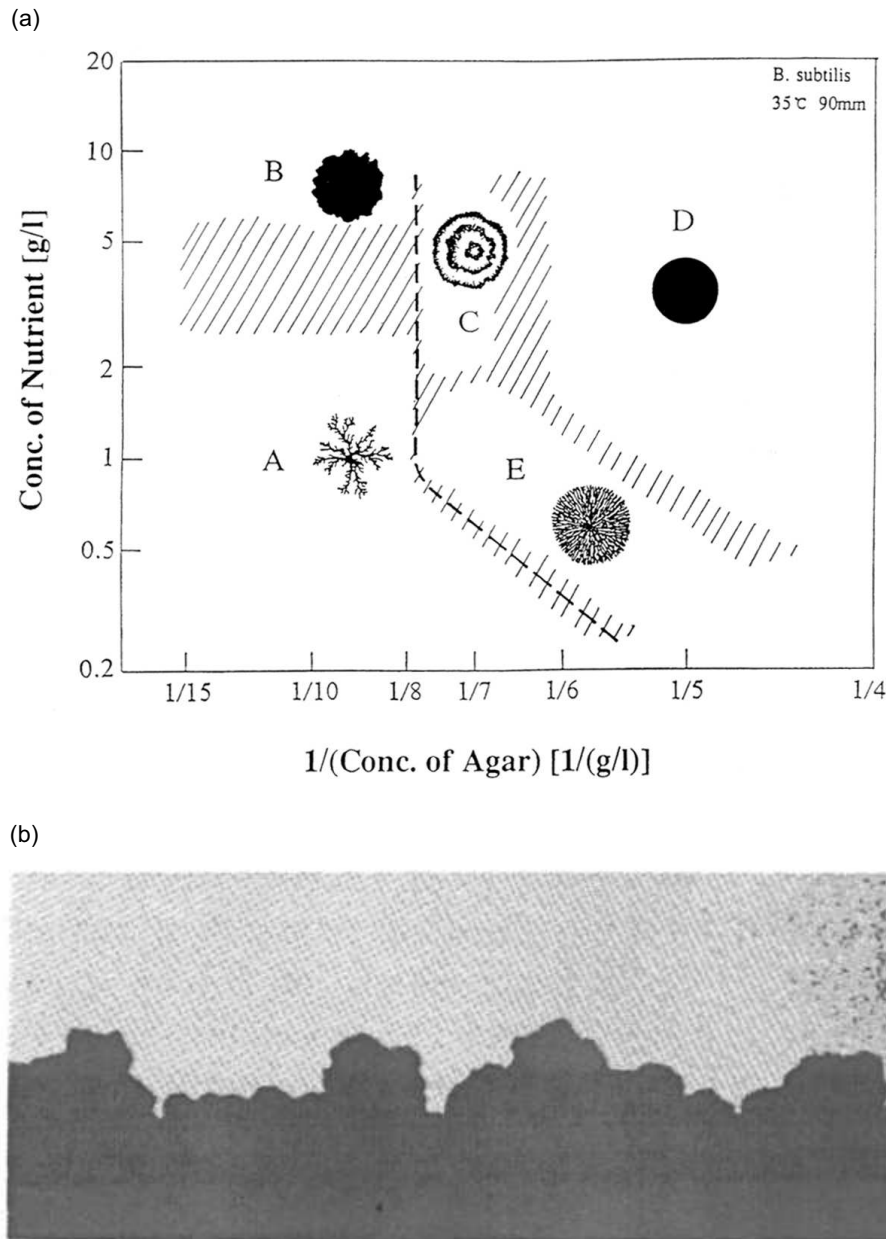 (a)
B. subtilis
35℃ 90mm
Conc. of Nutrient [g/l]
20
10
5
2
1
0.5
0.2
B
D
C
A
E
1/15
1/10
1/8
1/7
1/6
1/5
1/4
1/(Conc. of Agar) [1/(g/l)]
(b)